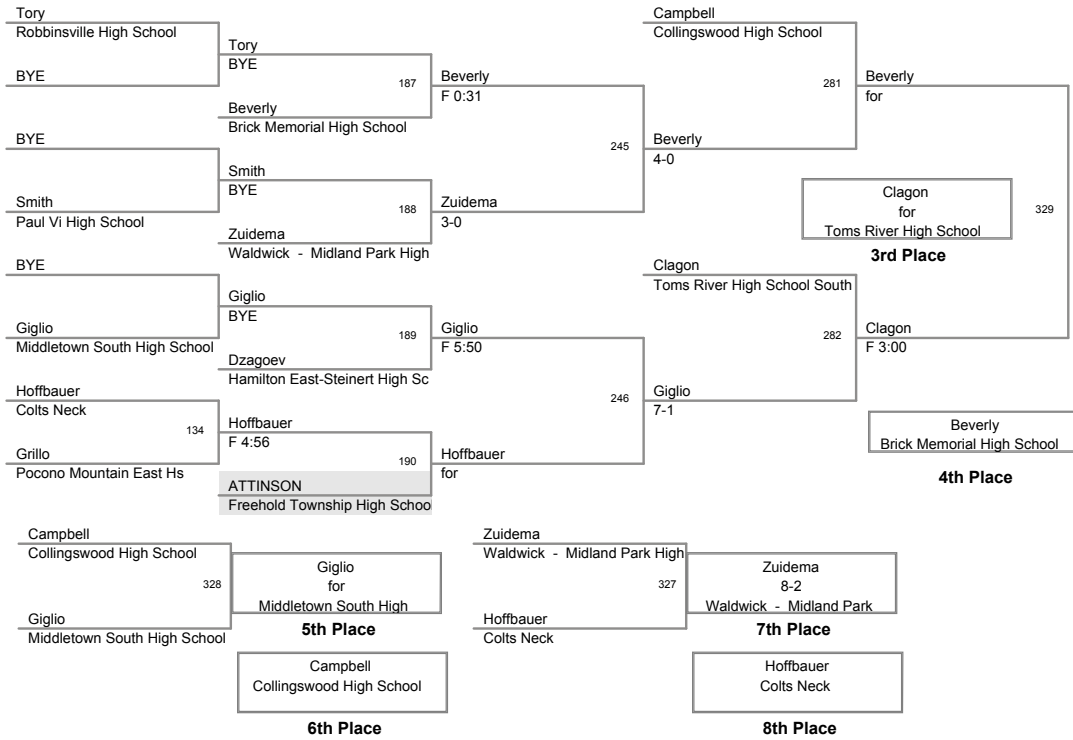 Tory
Robbinsville High School
BYE
BYE
Smith
Paul Vi High School
BYE
Giglio
Middletown South High School
Hoffbauer
Colts Neck
134
Grillo
Pocono Mountain East Hs
Tory
BYE
187
Beverly
Brick Memorial High School
Smith
BYE
188
Zuidema
Waldwick - Midland Park High
Giglio
BYE
189
Dzagoev
Hamilton East-Steinert High Sc
Hoffbauer
F 4:56
190
ATTINSON
Freehold Township High Schoo
Beverly
F 0:31
245
Zuidema
3-0
Giglio
F 5:50
246
Hoffbauer
for
Campbell
Collingswood High School
281
Beverly
4-0
Clagon
Toms River High School South
282
Giglio
7-1
Beverly
for
329
Clagon
F 3:00
Clagon
for
Toms River High School
3rd Place
Beverly
Brick Memorial High School
4th Place
Campbell
Collingswood High School
328
Giglio
Middletown South High School
Giglio
for
Middletown South High
5th Place
Campbell
Collingswood High School
6th Place
Zuidema
Waldwick - Midland Park High
327
Hoffbauer
Colts Neck
Zuidema
8-2
Waldwick - Midland Park
7th Place
Hoffbauer
Colts Neck
8th Place